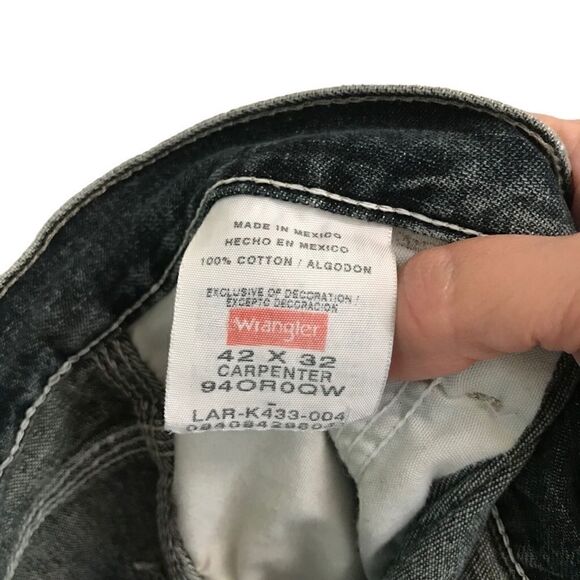 MADE IN MEXICO
HECHO EN MEXICO
100% COTTON / ALGODON
EXCLUSIVE OF DECORATION /
EXCEPTO DECORACION
Wrangler
42 X 32
CARPENTER
94OR0QW
LAR-K433-004